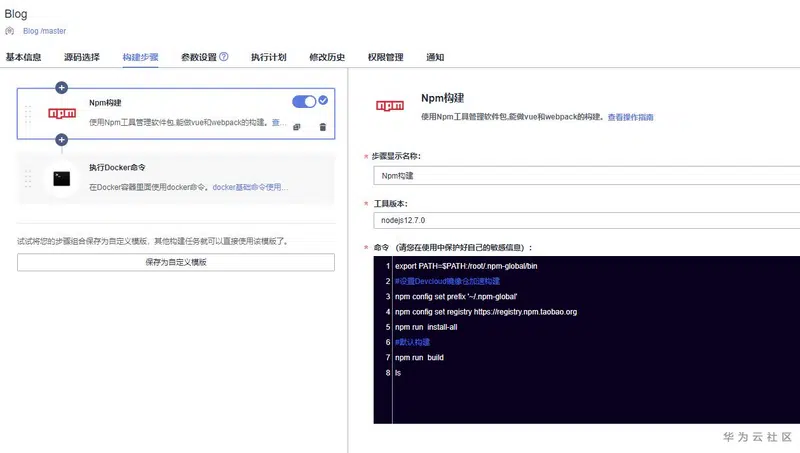 Blog
Blog /master
基本信息 源码选择 构建步骤 参数设置 执行计划 修改历史 权限管理 通知
Npm构建
使用Npm工具管理软件包,能做vue和webpack的构建。查…
执行Docker命令
在Docker容器里面使用docker命令。docker基础命令使用…
试试将您的步骤组合保存为自定义模版，其他构建任务就可以直接使用该模版了。
保存为自定义模版
Npm构建
使用Npm工具管理软件包,能做vue和webpack的构建。查看操作指南
* 步骤显示名称:
Npm构建
* 工具版本:
nodejs12.7.0
* 命令 （请您在使用中保护好自己的敏感信息）:
1 export PATH=$PATH:/root/.npm-global/bin
2 #设置Devcloud镜像仓加速构建
3 npm config set prefix '~/.npm-global'
4 npm config set registry https://registry.npm.taobao.org
5 npm run install-all
6 #默认构建
7 npm run build
8 ls
华为云社区